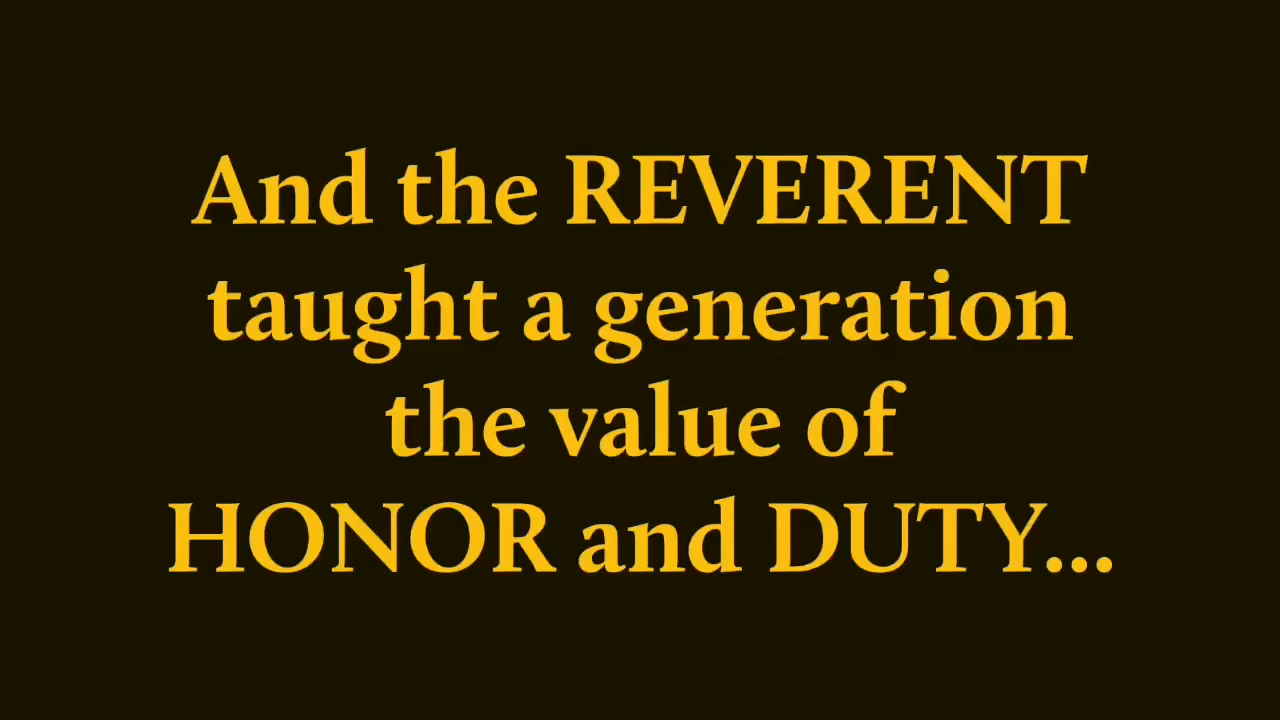 And the REVERENT
taught a generation
the value of
HONOR and DUTY...